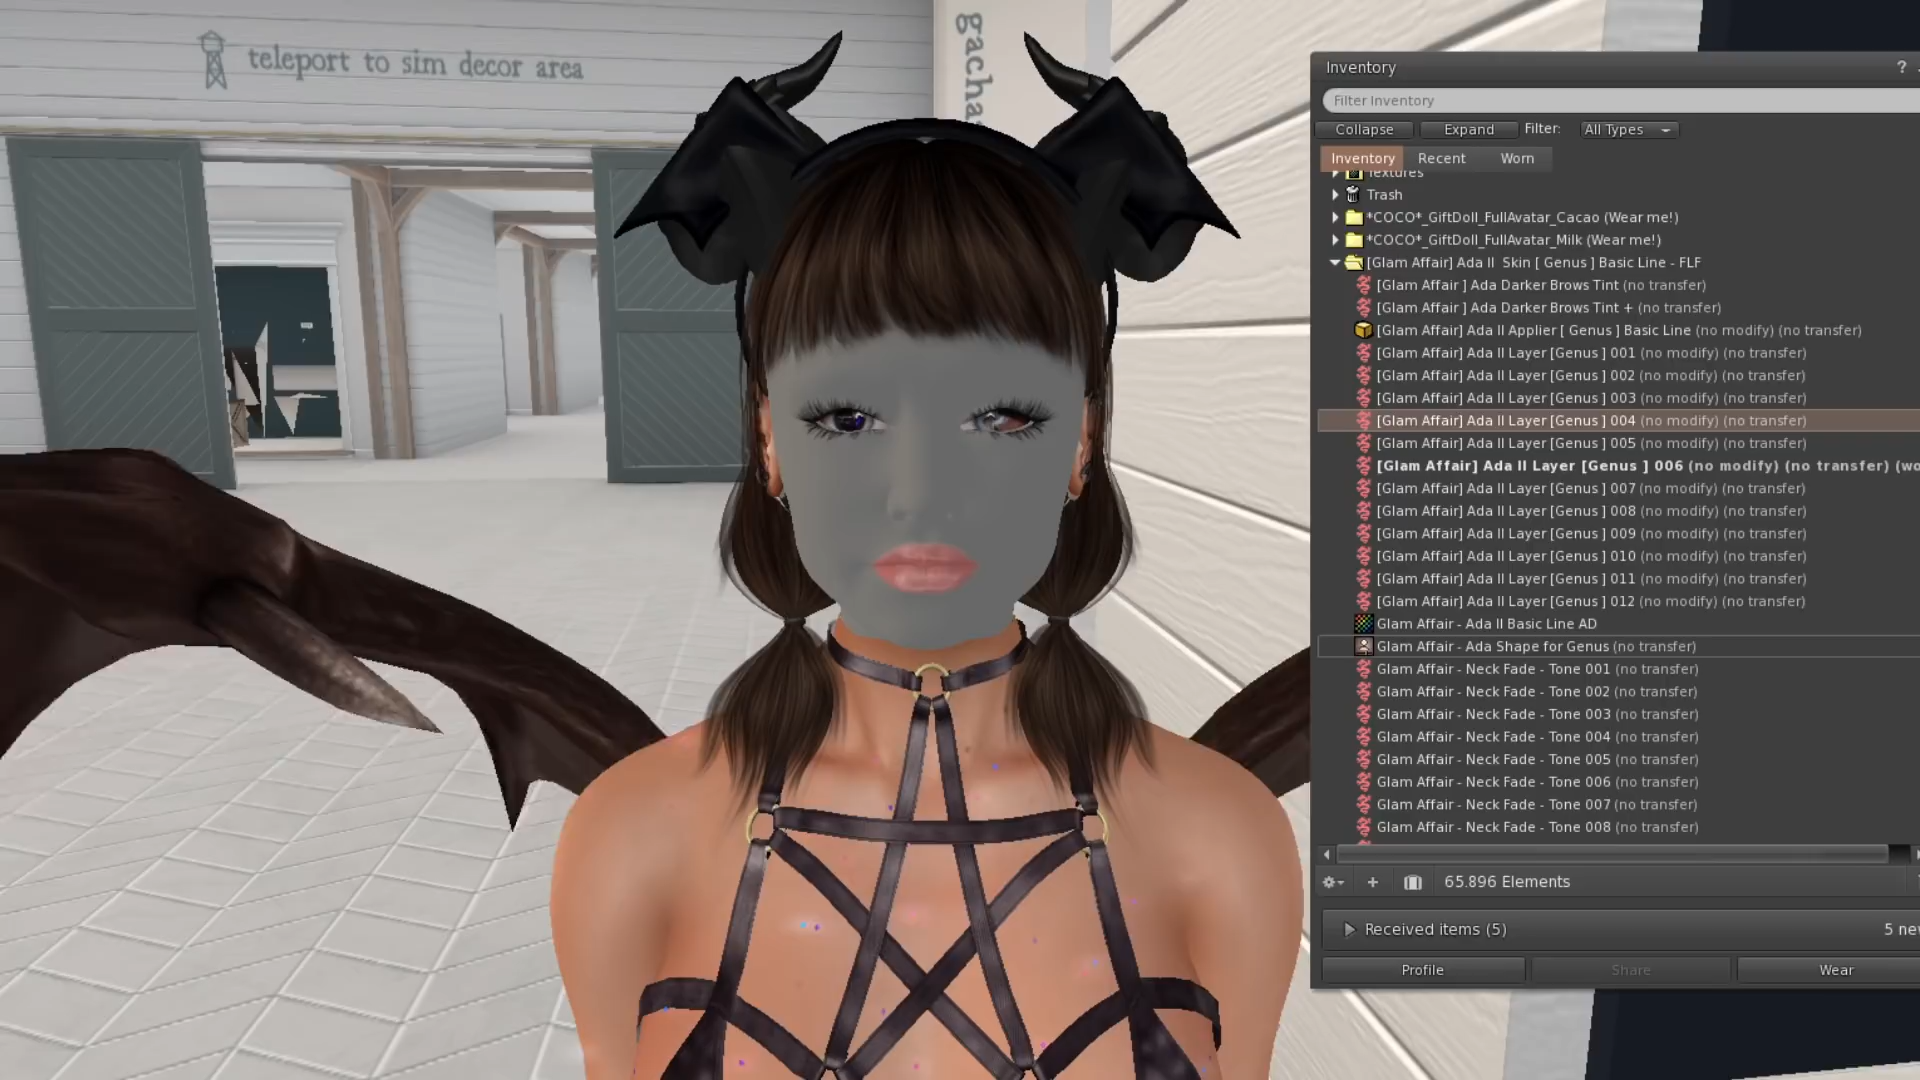 teleport to sim decor area
gacha
Inventory
?
Filter Inventory
Collapse Expand Filter: All Types
Inventory Recent Worn
Textures
Trash
*COCO*_GiftDoll_FullAvatar_Cacao (Wear me!)
*COCO*_GiftDoll_FullAvatar_Milk (Wear me!)
[Glam Affair] Ada II Skin [ Genus ] Basic Line - FLF
[Glam Affair ] Ada Darker Brows Tint (no transfer)
[Glam Affair ] Ada Darker Brows Tint + (no transfer)
[Glam Affair] Ada II Applier [ Genus ] Basic Line (no modify) (no transfer)
[Glam Affair] Ada II Layer [Genus ] 001 (no modify) (no transfer)
[Glam Affair] Ada II Layer [Genus ] 002 (no modify) (no transfer)
[Glam Affair] Ada II Layer [Genus ] 003 (no modify) (no transfer)
[Glam Affair] Ada II Layer [Genus ] 004 (no modify) (no transfer)
[Glam Affair] Ada II Layer [Genus ] 005 (no modify) (no transfer)
[Glam Affair] Ada II Layer [Genus ] 006 (no modify) (no transfer) (wo
[Glam Affair] Ada II Layer [Genus ] 007 (no modify) (no transfer)
[Glam Affair] Ada II Layer [Genus ] 008 (no modify) (no transfer)
[Glam Affair] Ada II Layer [Genus ] 009 (no modify) (no transfer)
[Glam Affair] Ada II Layer [Genus ] 010 (no modify) (no transfer)
[Glam Affair] Ada II Layer [Genus ] 011 (no modify) (no transfer)
[Glam Affair] Ada II Layer [Genus ] 012 (no modify) (no transfer)
Glam Affair - Ada II Basic Line AD
Glam Affair - Ada Shape for Genus (no transfer)
Glam Affair - Neck Fade - Tone 001 (no transfer)
Glam Affair - Neck Fade - Tone 002 (no transfer)
Glam Affair - Neck Fade - Tone 003 (no transfer)
Glam Affair - Neck Fade - Tone 004 (no transfer)
Glam Affair - Neck Fade - Tone 005 (no transfer)
Glam Affair - Neck Fade - Tone 006 (no transfer)
Glam Affair - Neck Fade - Tone 007 (no transfer)
Glam Affair - Neck Fade - Tone 008 (no transfer)
65.896 Elements
Received items (5) 5 ne
Profile Share Wear